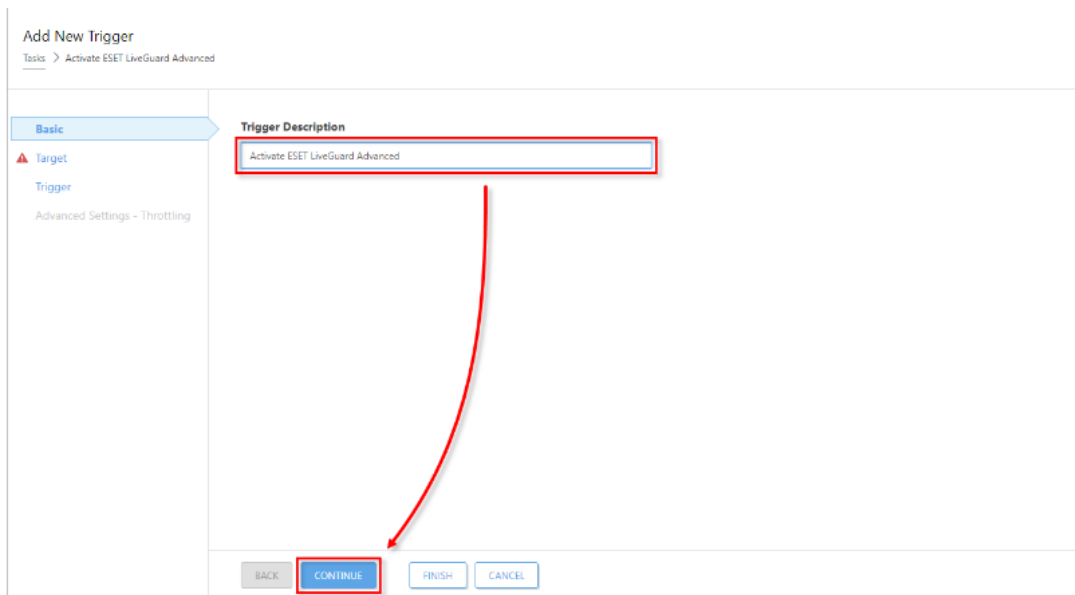 Add New Trigger
Tasks > Activate ESET LiveGuard Advanced
Basic
Target
Trigger
Advanced Settings - Throttling
Trigger Description
Activate ESET LiveGuard Advanced
BACK CONTINUE FINISH CANCEL